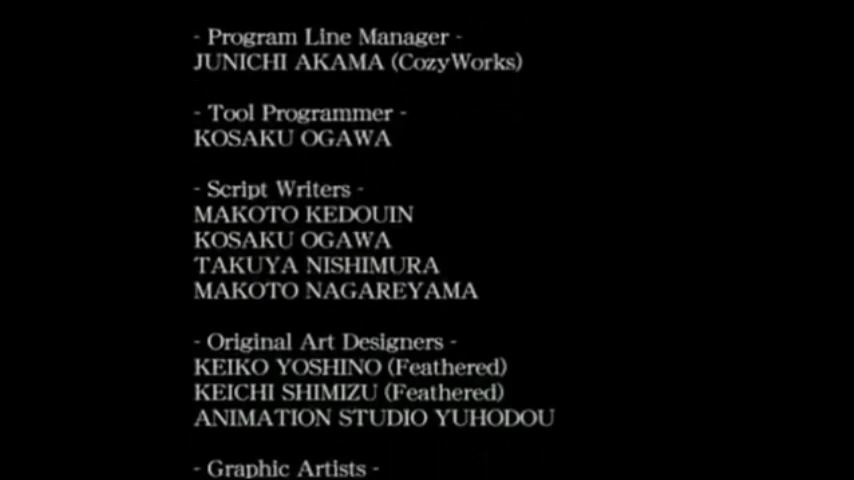 - Program Line Manager -
JUNICHI AKAMA (CozyWorks)
- Tool Programmer -
KOSAKU OGAWA
- Script Writers -
MAKOTO KEDOUIN
KOSAKU OGAWA
TAKUYA NISHIMURA
MAKOTO NAGAREYAMA
- Original Art Designers -
KEIKO YOSHINO (Feathered)
KEICHI SHIMIZU (Feathered)
ANIMATION STUDIO YUHODOU
- Graphic Artists -